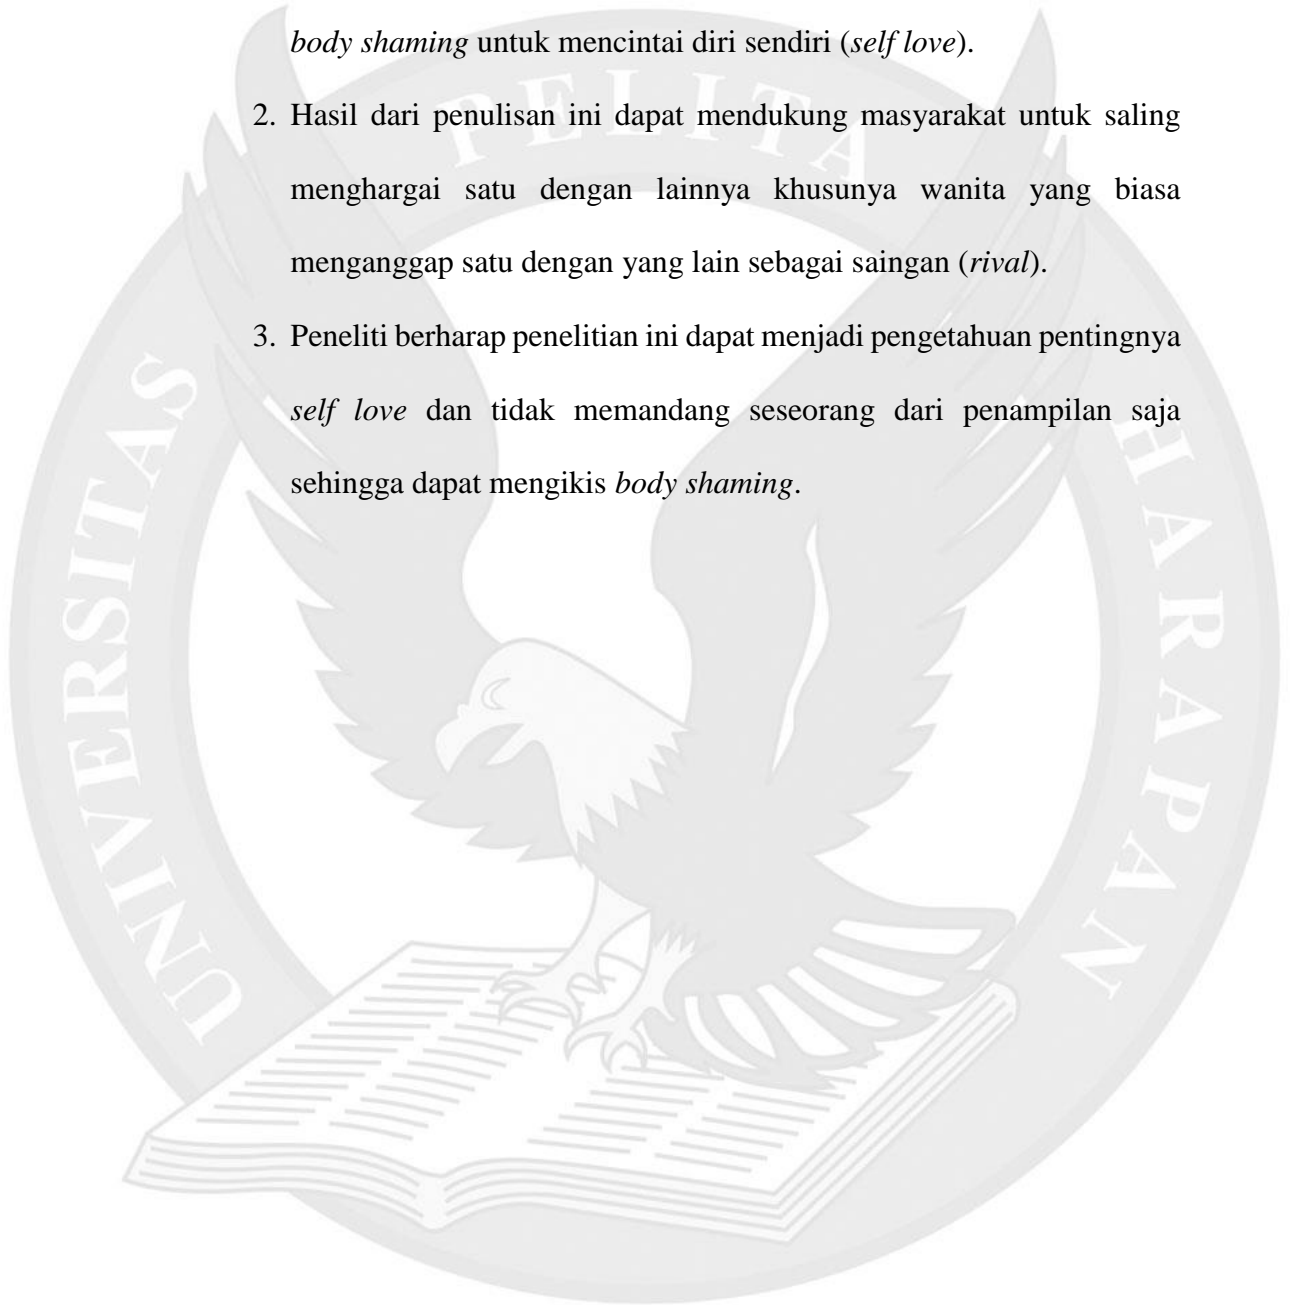 body shaming untuk mencintai diri sendiri (self love).
2. Hasil dari penulisan ini dapat mendukung masyarakat untuk saling
menghargai satu dengan lainnya khusunya wanita yang biasa
menganggap satu dengan yang lain sebagai saingan (rival).
3. Peneliti berharap penelitian ini dapat menjadi pengetahuan pentingnya
self love dan tidak memandang seseorang dari penampilan saja
sehingga dapat mengikis body shaming.
UNIVERSITAS PELITA HARAPAN